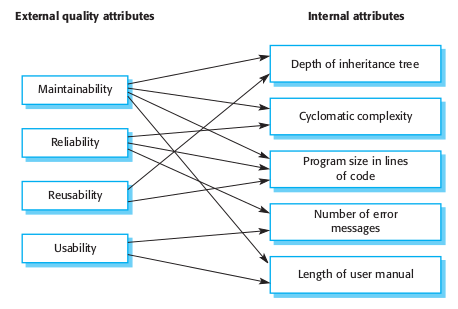 External quality attributes
Internal attributes
Maintainability
Reliability
Reusability
Usability
Depth of inheritance tree
Cyclomatic complexity
Program size in lines
of code
Number of error
messages
Length of user manual